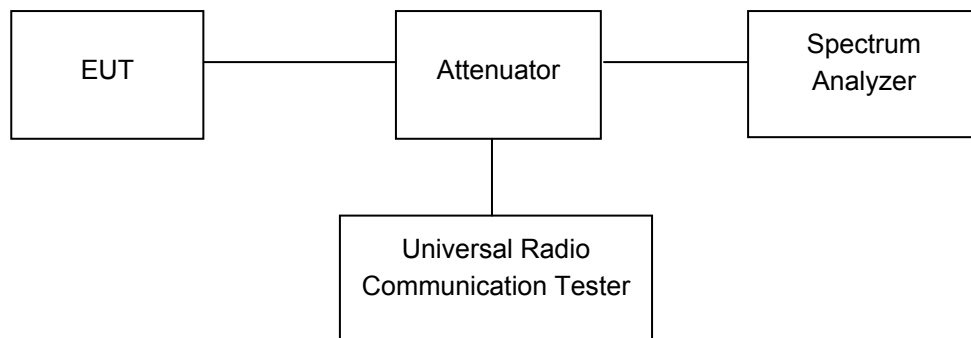 EUT
Attenuator
Spectrum
Analyzer
Universal Radio
Communication Tester